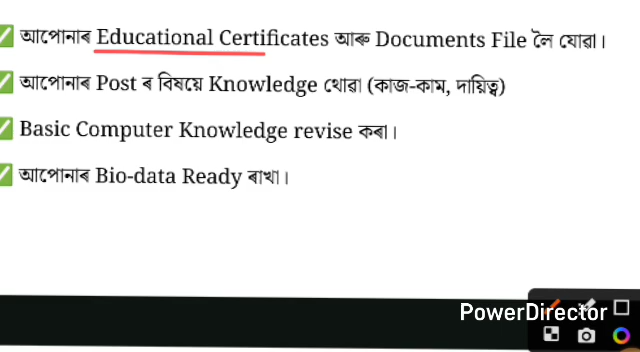 ✅ আপোনাৰ Educational Certificates আৰু Documents File লৈ যোৱা।
✅ আপোনাৰ Post ৰ বিষয়ে Knowledge থোৱা (কাজ-কাম, দায়িত্ব)
✅ Basic Computer Knowledge revise কৰা।
✅ আপোনাৰ Bio-data Ready ৰাখা।
PowerDirector